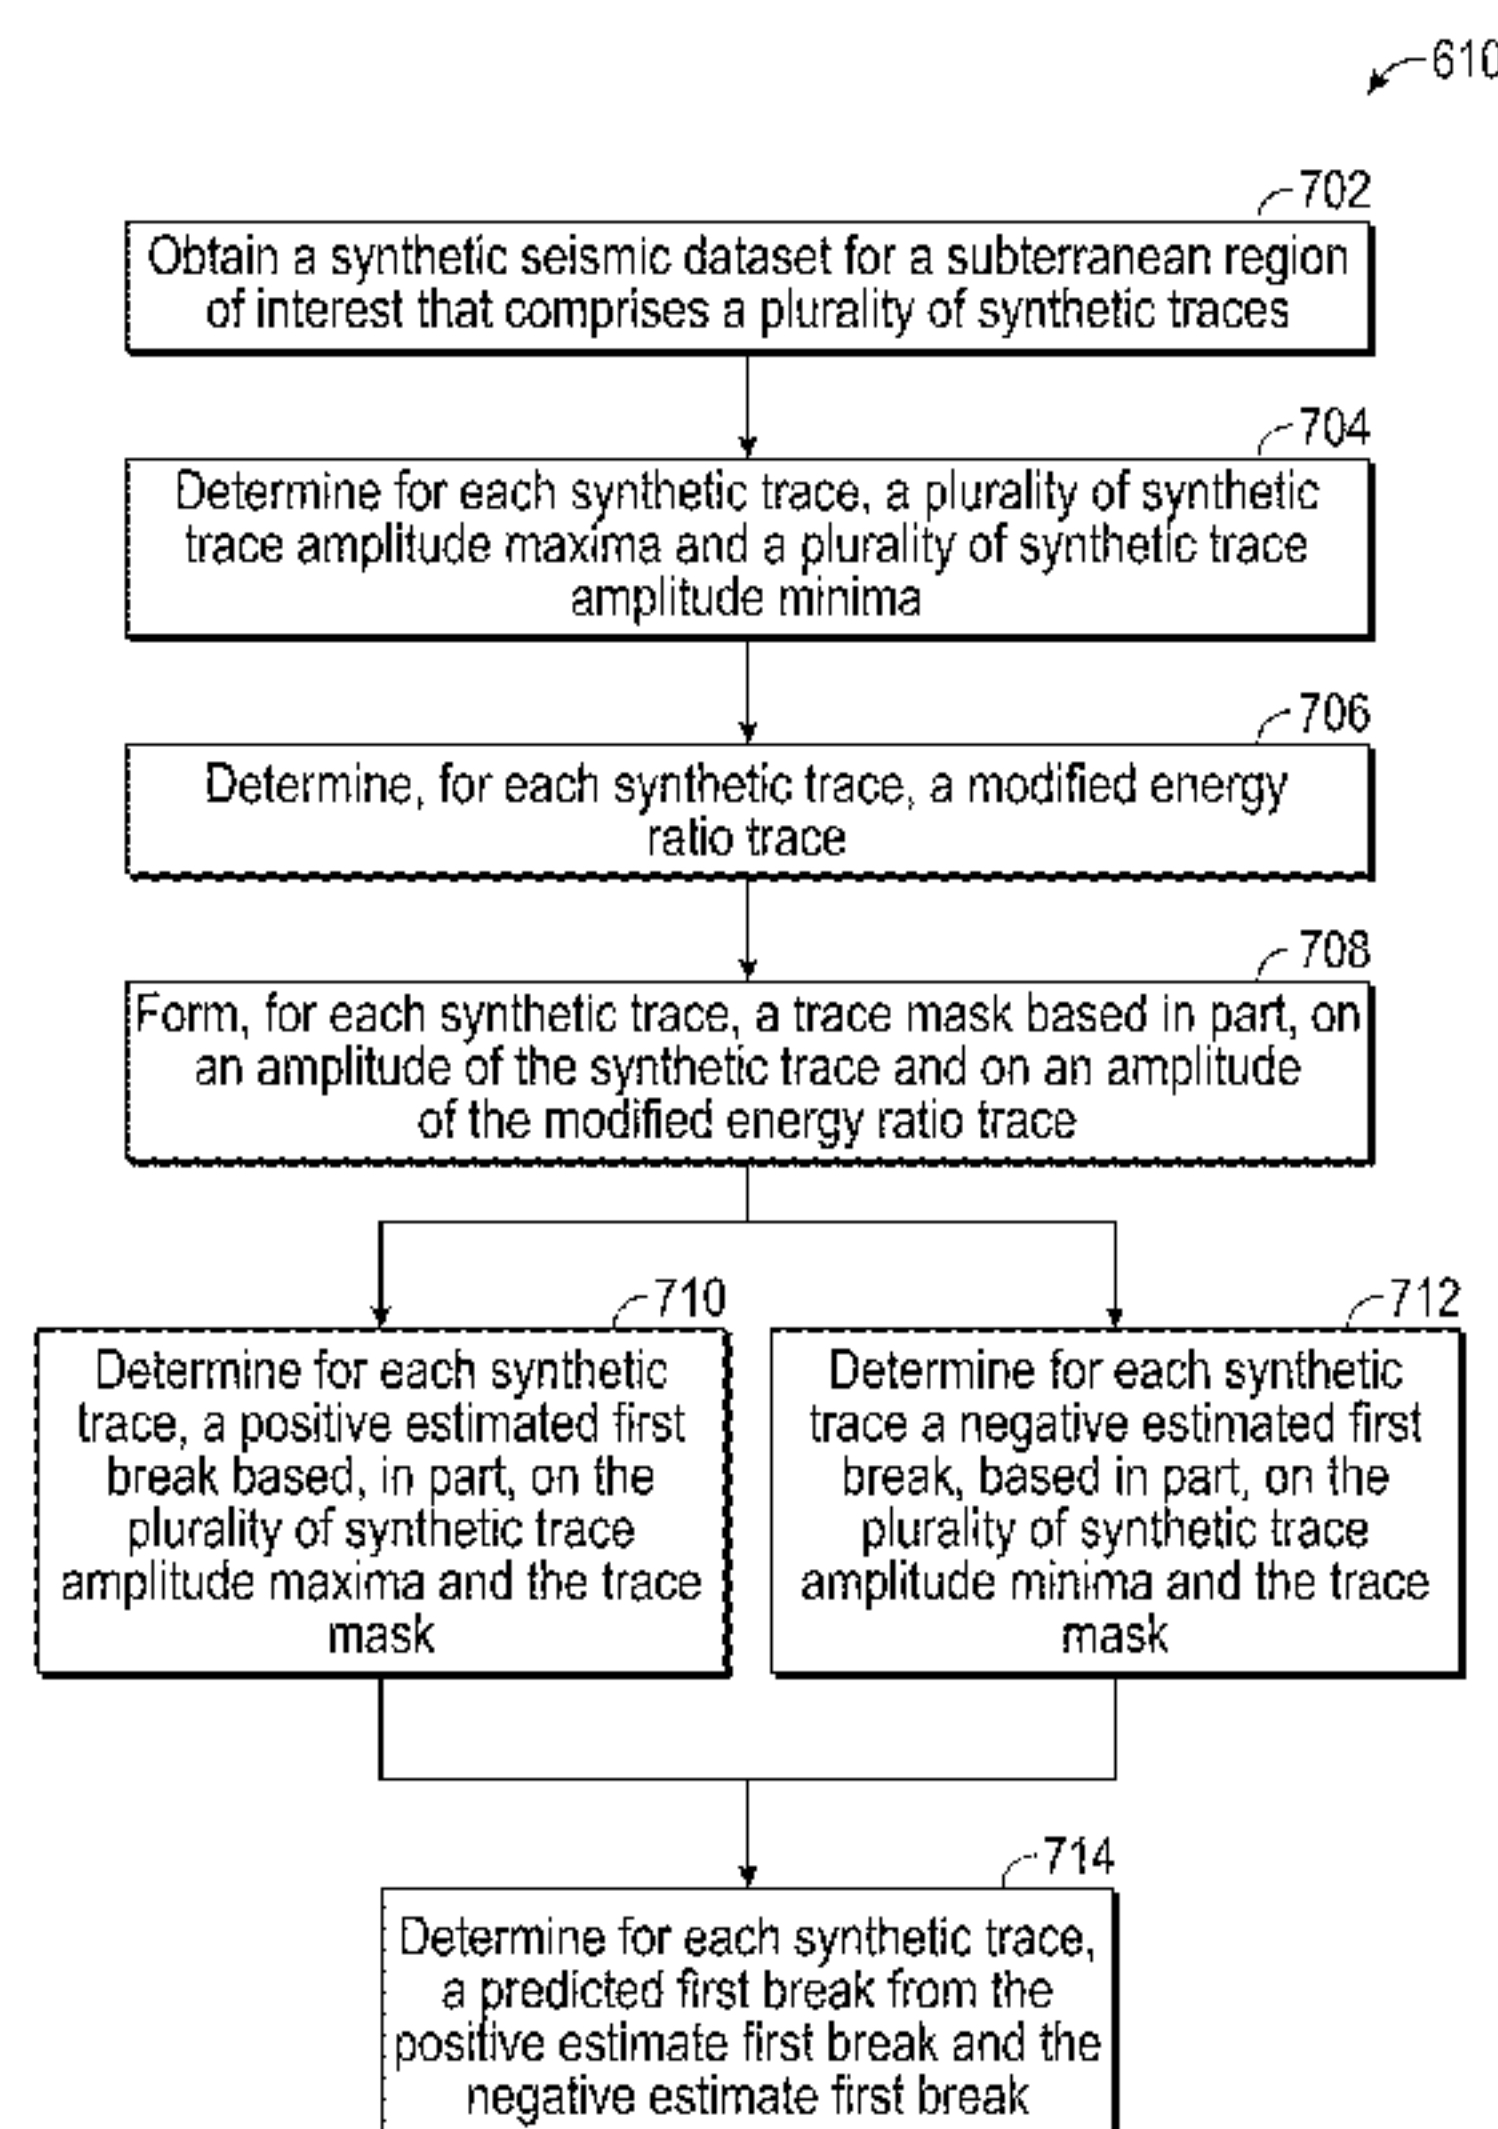 610
702
Obtain a synthetic seismic dataset for a subterranean region
of interest that comprises a plurality of synthetic traces
704
Determine for each synthetic trace, a plurality of synthetic
trace amplitude maxima and a plurality of synthetic trace
amplitude minima
706
Determine, for each synthetic trace, a modified energy
ratio trace
708
Form, for each synthetic trace, a trace mask based in part, on
an amplitude of the synthetic trace and on an amplitude
of the modified energy ratio trace
710
Determine for each synthetic
trace, a positive estimated first
break based, in part, on the
plurality of synthetic trace
amplitude maxima and the trace
mask
712
Determine for each synthetic
trace a negative estimated first
break, based in part, on the
plurality of synthetic trace
amplitude minima and the trace
mask
714
Determine for each synthetic trace,
a predicted first break from the
positive estimate first break and the
negative estimate first break